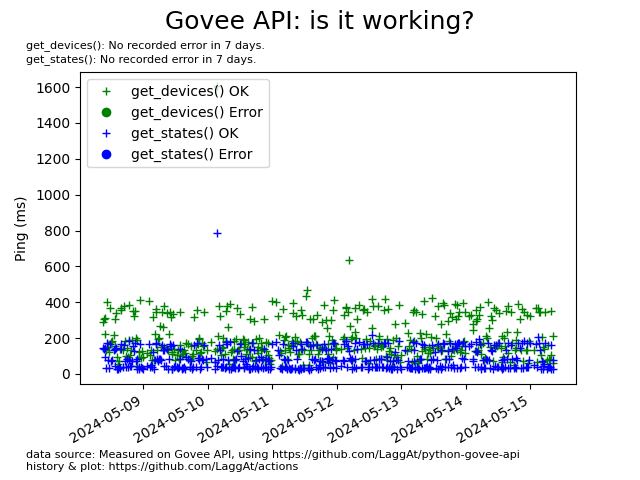 Govee API: is it working?
get_devices(): No recorded error in 7 days.
get_states(): No recorded error in 7 days.
get_devices() OK
get_devices() Error
get_states() OK
get_states() Error
Ping (ms)
1600
1400
1200
1000
800
600
400
200
0
2024-05-09
2024-05-10
2024-05-11
2024-05-12
2024-05-13
2024-05-14
2024-05-15
data source: Measured on Govee API, using https://github.com/LaggAt/python-govee-api
history & plot: https://github.com/LaggAt/actions